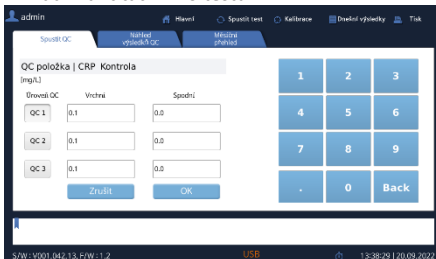 admin Hlavní Spustit test Kalibrace Dnešní výsledky Tisk
Spustit QC Náhled výsledků QC Měsíční přehled
QC položka | CRP Kontrola
[mg/L]
Úroveň QC Vrchní Spodní
QC 1 0.1 0.0
QC 2 0.1 0.0
QC 3 0.1 0.0
Zrušit OK
1 2 3
4 5 6
7 8 9
. 0 Back
S/W : V001.042.13, F/W : 1.2 USB 13:38:29 | 20.09.2022